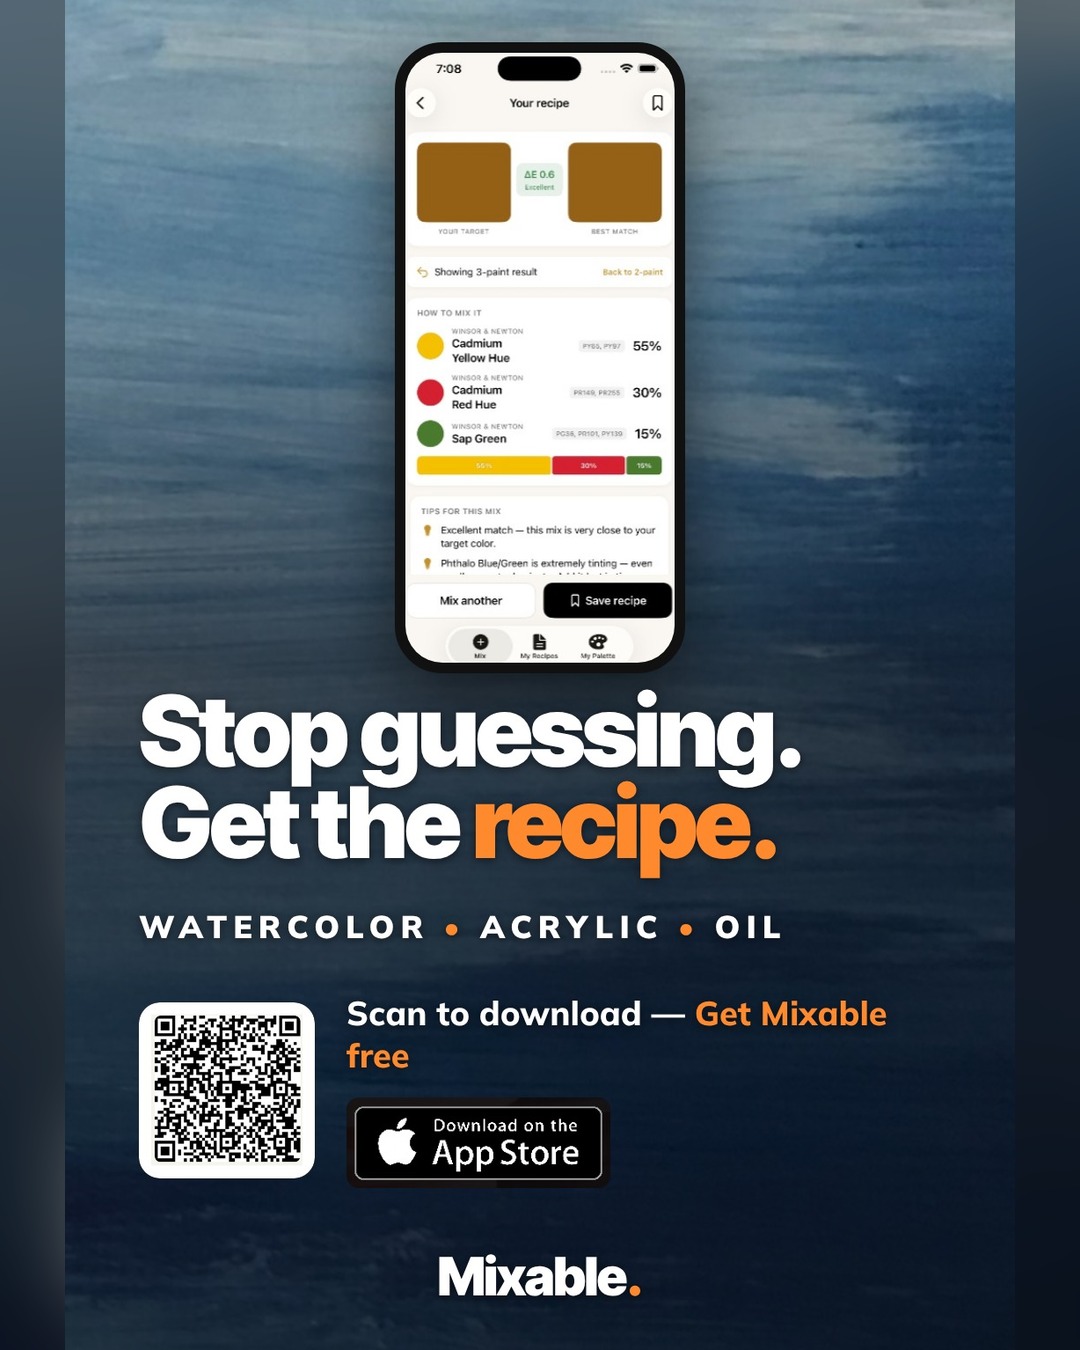 7:08
Your recipe
ΔE 0.6
Excellent
YOUR TARGET
BEST MATCH
Showing 3-paint result
Back to 2-paint
HOW TO MIX IT
WINSOR & NEWTON
Cadmium
Yellow Hue
PY65, PY97
55%
WINSOR & NEWTON
Cadmium
Red Hue
PR149, PR255
30%
WINSOR & NEWTON
Sap Green
PG36, PR101, PY139
15%
55%
30%
15%
TIPS FOR THIS MIX
Excellent match — this mix is very close to your
target color.
Phthalo Blue/Green is extremely tinting — even
Mix another
Save recipe
Mix
My Recipes
My Palette
Stop guessing.
Get the recipe.
WATERCOLOR • ACRYLIC • OIL
Scan to download — Get Mixable
free
Download on the
App Store
Mixable.